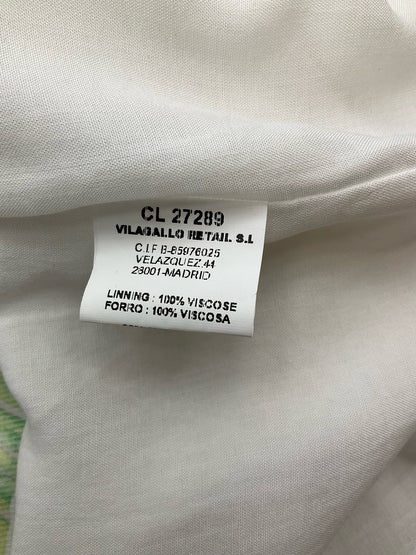 CL 27289
VILAGALLO RETAIL S.L
C.I.F B-85976025
VELAZQUEZ 44
28001-MADRID
LINNING : 100% VISCOSE
FORRO : 100% VISCOSA